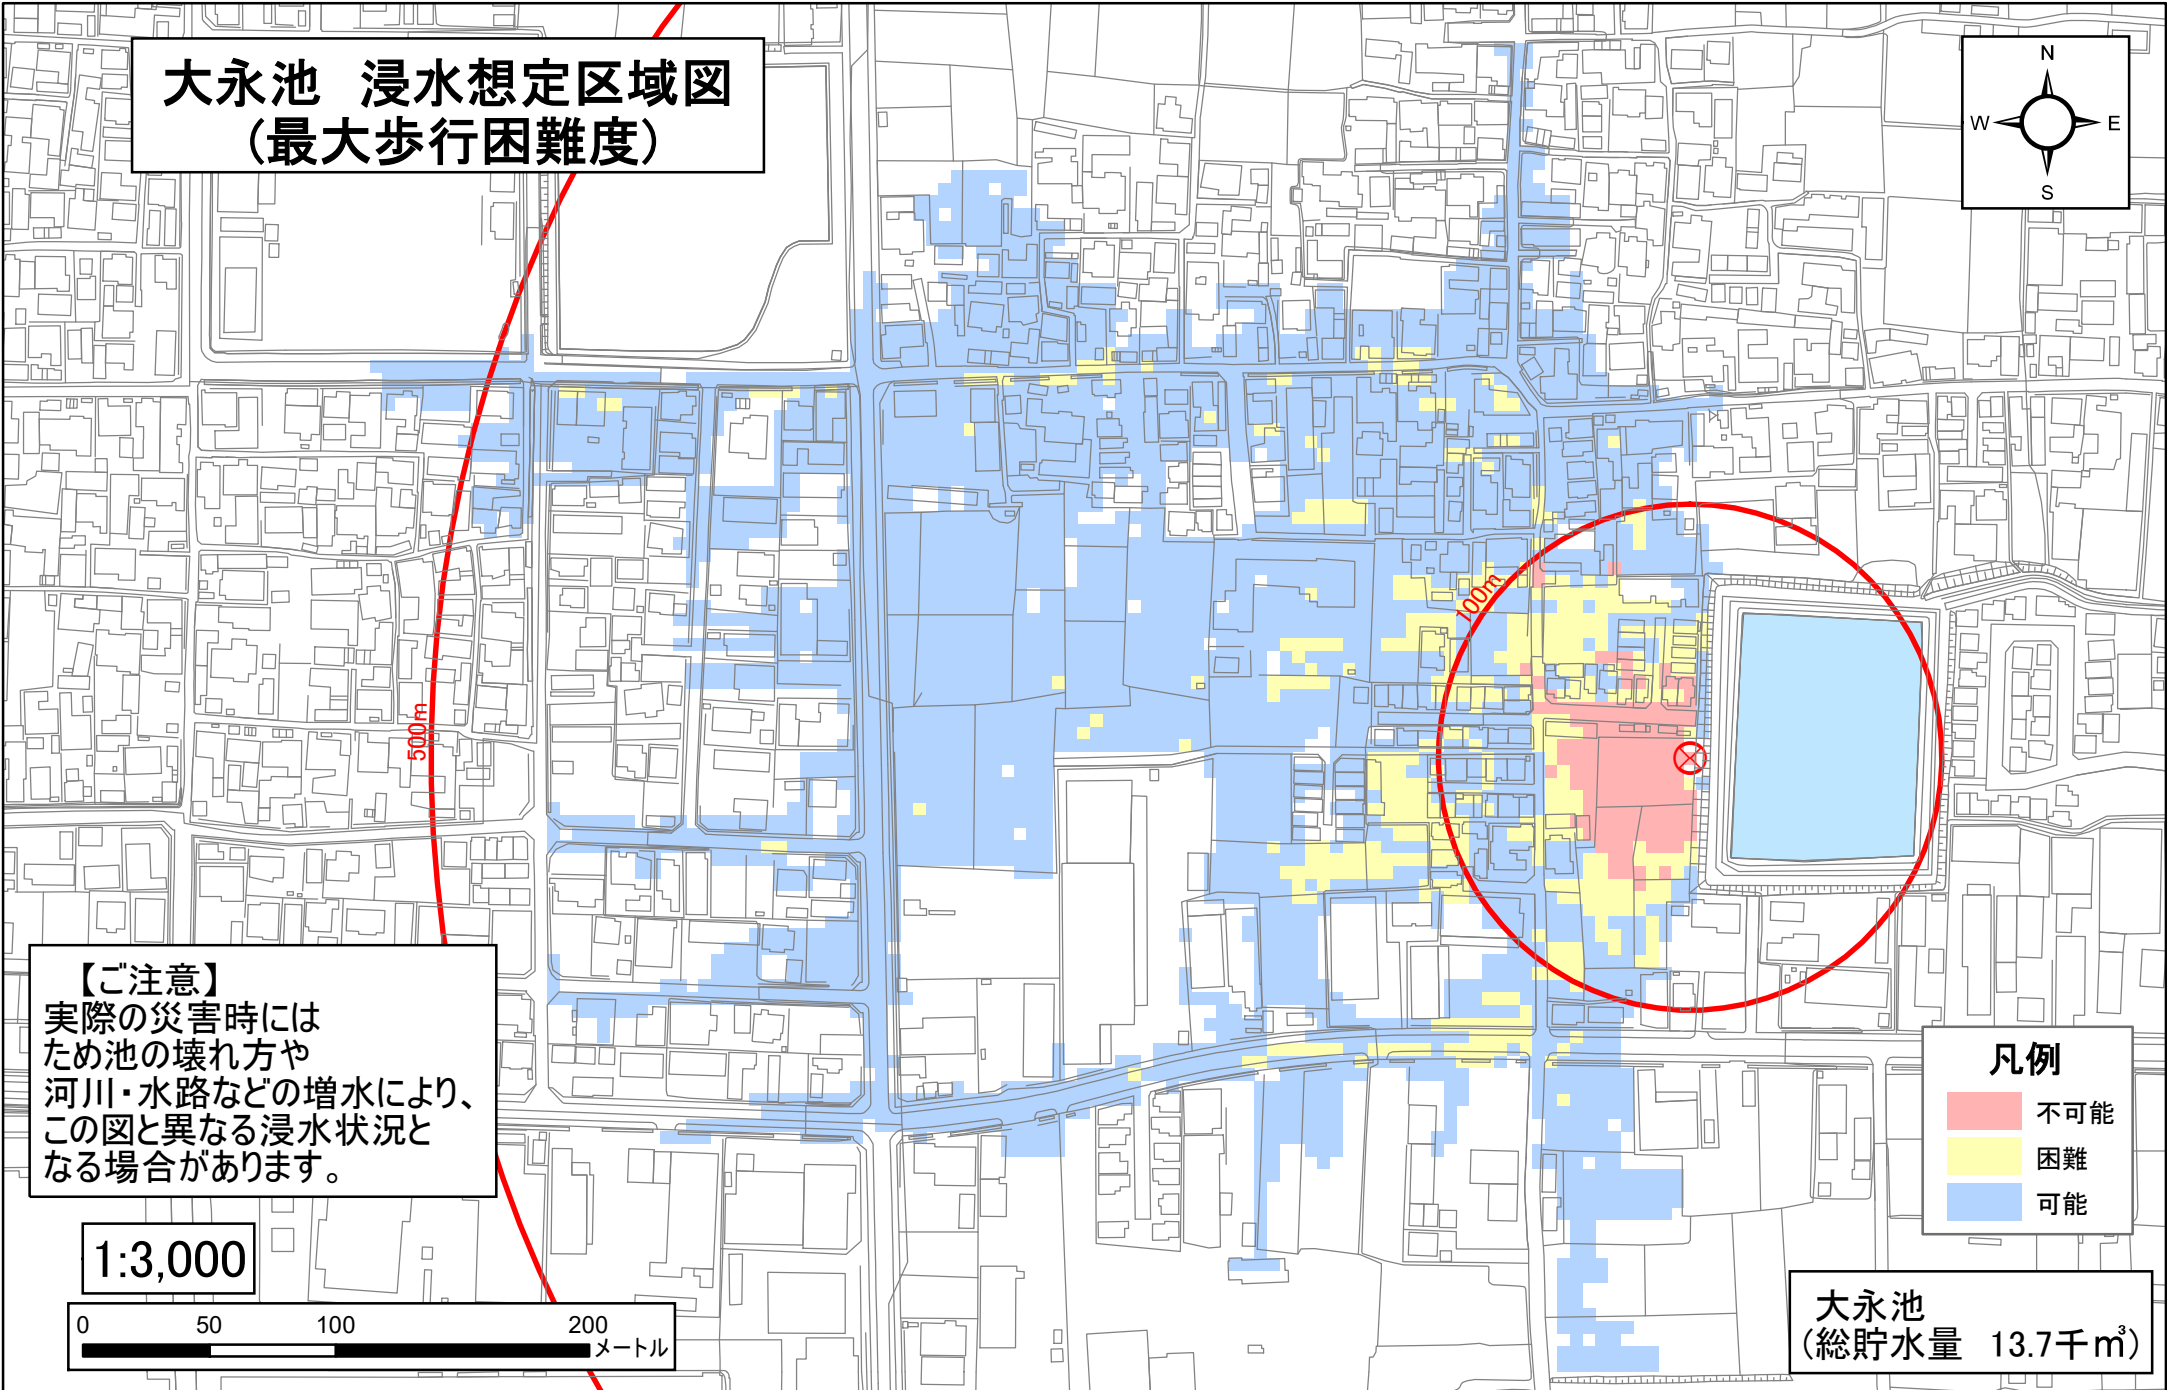 大永池　浸水想定区域図
(最大歩行困難度)
N
W
E
S
100m
500m
【ご注意】
実際の災害時には
ため池の壊れ方や
河川・水路などの増水により、
この図と異なる浸水状況と
なる場合があります。
凡例
不可能
困難
可能
1:3,000
0 50 100 200
メートル
大永池
(総貯水量　13.7千㎥)